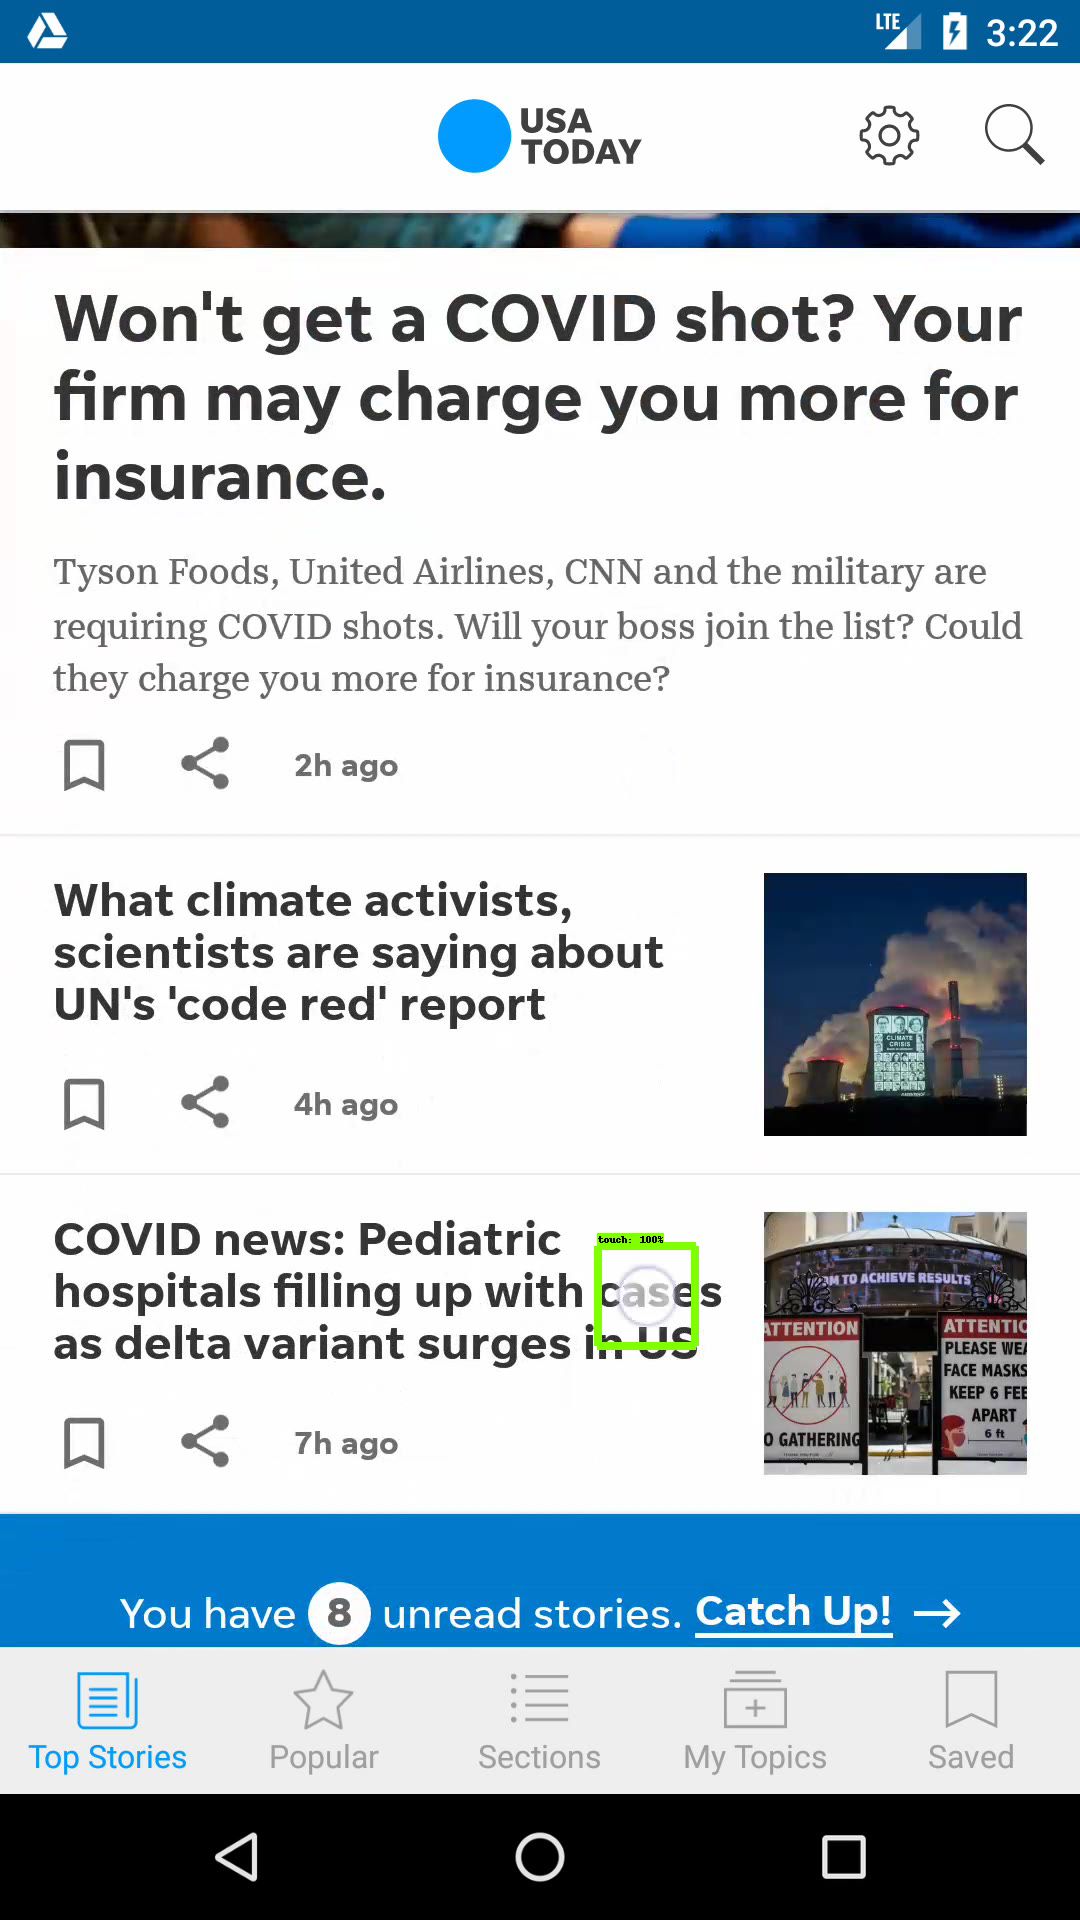 LTE 3:22
USA
TODAY
Won't get a COVID shot? Your
firm may charge you more for
insurance.
Tyson Foods, United Airlines, CNN and the military are
requiring COVID shots. Will your boss join the list? Could
they charge you more for insurance?
2h ago
What climate activists,
scientists are saying about
UN's 'code red' report
CLIMATE
CRISIS
4h ago
COVID news: Pediatric
touch: 100%
hospitals filling up with cases
as delta variant surges in US
OM TO ACHIEVE RESULTS
ATTENTION
O GATHERING
ATTENTIO
PLEASE WEA
FACE MASKS
KEEP 6 FEE
APART
6 ft
7h ago
You have 8 unread stories. Catch Up! →
Top Stories
Popular
Sections
My Topics
Saved